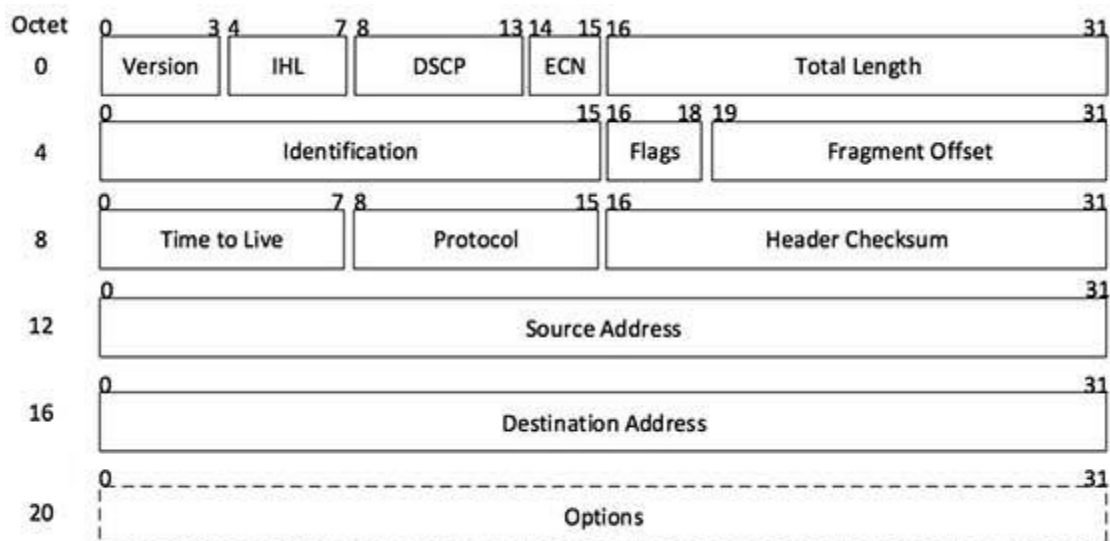 Octet 0 3 4 7 8 13 14 15 16 31
0 Version IHL DSCP ECN Total Length
0 15 16 18 19 31
4 Identification Flags Fragment Offset
0 7 8 15 16 31
8 Time to Live Protocol Header Checksum
0 31
12 Source Address
0 31
16 Destination Address
0 31
20 Options